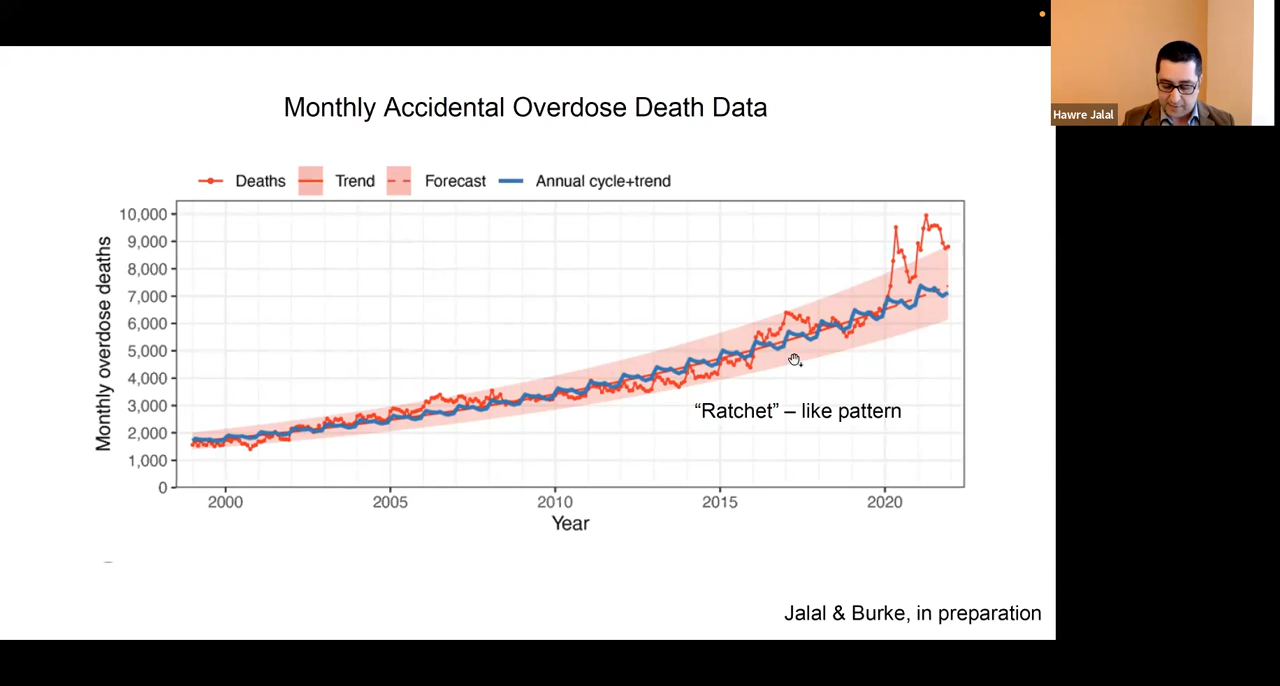 Monthly Accidental Overdose Death Data
Hawre Jalal
Deaths Trend Forecast Annual cycle+trend
Monthly overdose deaths
10,000
9,000
8,000
7,000
6,000
5,000
4,000
3,000
2,000
1,000
0
"Ratchet" – like pattern
2000 2005 2010 2015 2020
Year
Jalal & Burke, in preparation